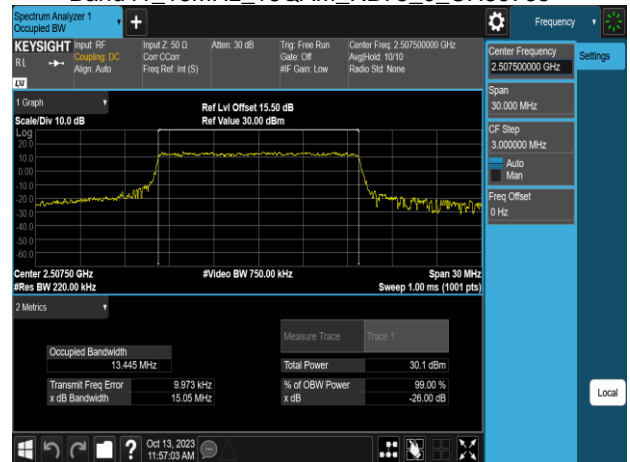 Spectrum Analyzer 1
Occupied BW
Frequency
KEYSIGHT
RL
Input: RF
Coupling: DC
Align: Auto
Input Z: 50 Ω
Corr CCorr
Freq Ref: Int (S)
Atten: 30 dB
Trig: Free Run
Gate: Off
#IF Gain: Low
Center Freq: 2.507500000 GHz
Avg|Hold: 10/10
Radio Std: None
LXI
Center Frequency
2.507500000 GHz
Settings
Span
30.000 MHz
CF Step
3.000000 MHz
Auto
Man
Freq Offset
0 Hz
Local
1 Graph
Scale/Div 10.0 dB
Ref Lvl Offset 15.50 dB
Ref Value 30.00 dBm
Log
20.0
10.0
0.00
-10.0
-20.0
-30.0
-40.0
-50.0
-60.0
Center 2.50750 GHz
#Res BW 220.00 kHz
#Video BW 750.00 kHz
Span 30 MHz
Sweep 1.00 ms (1001 pts)
2 Metrics
Measure Trace
Trace 1
Occupied Bandwidth
13.445 MHz
Total Power 30.1 dBm
Transmit Freq Error 9.973 kHz
% of OBW Power 99.00 %
x dB Bandwidth 15.05 MHz
x dB -26.00 dB
Oct 13, 2023
11:57:03 AM